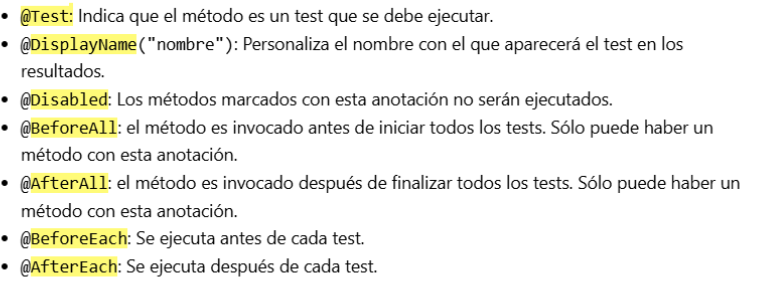 • @Test: Indica que el método es un test que se debe ejecutar.
• @DisplayName("nombre"): Personaliza el nombre con el que aparecerá el test en los
resultados.
• @Disabled: Los métodos marcados con esta anotación no serán ejecutados.
• @BeforeAll: el método es invocado antes de iniciar todos los tests. Sólo puede haber un
método con esta anotación.
• @AfterAll: el método es invocado después de finalizar todos los tests. Sólo puede haber un
método con esta anotación.
• @BeforeEach: Se ejecuta antes de cada test.
• @AfterEach: Se ejecuta después de cada test.